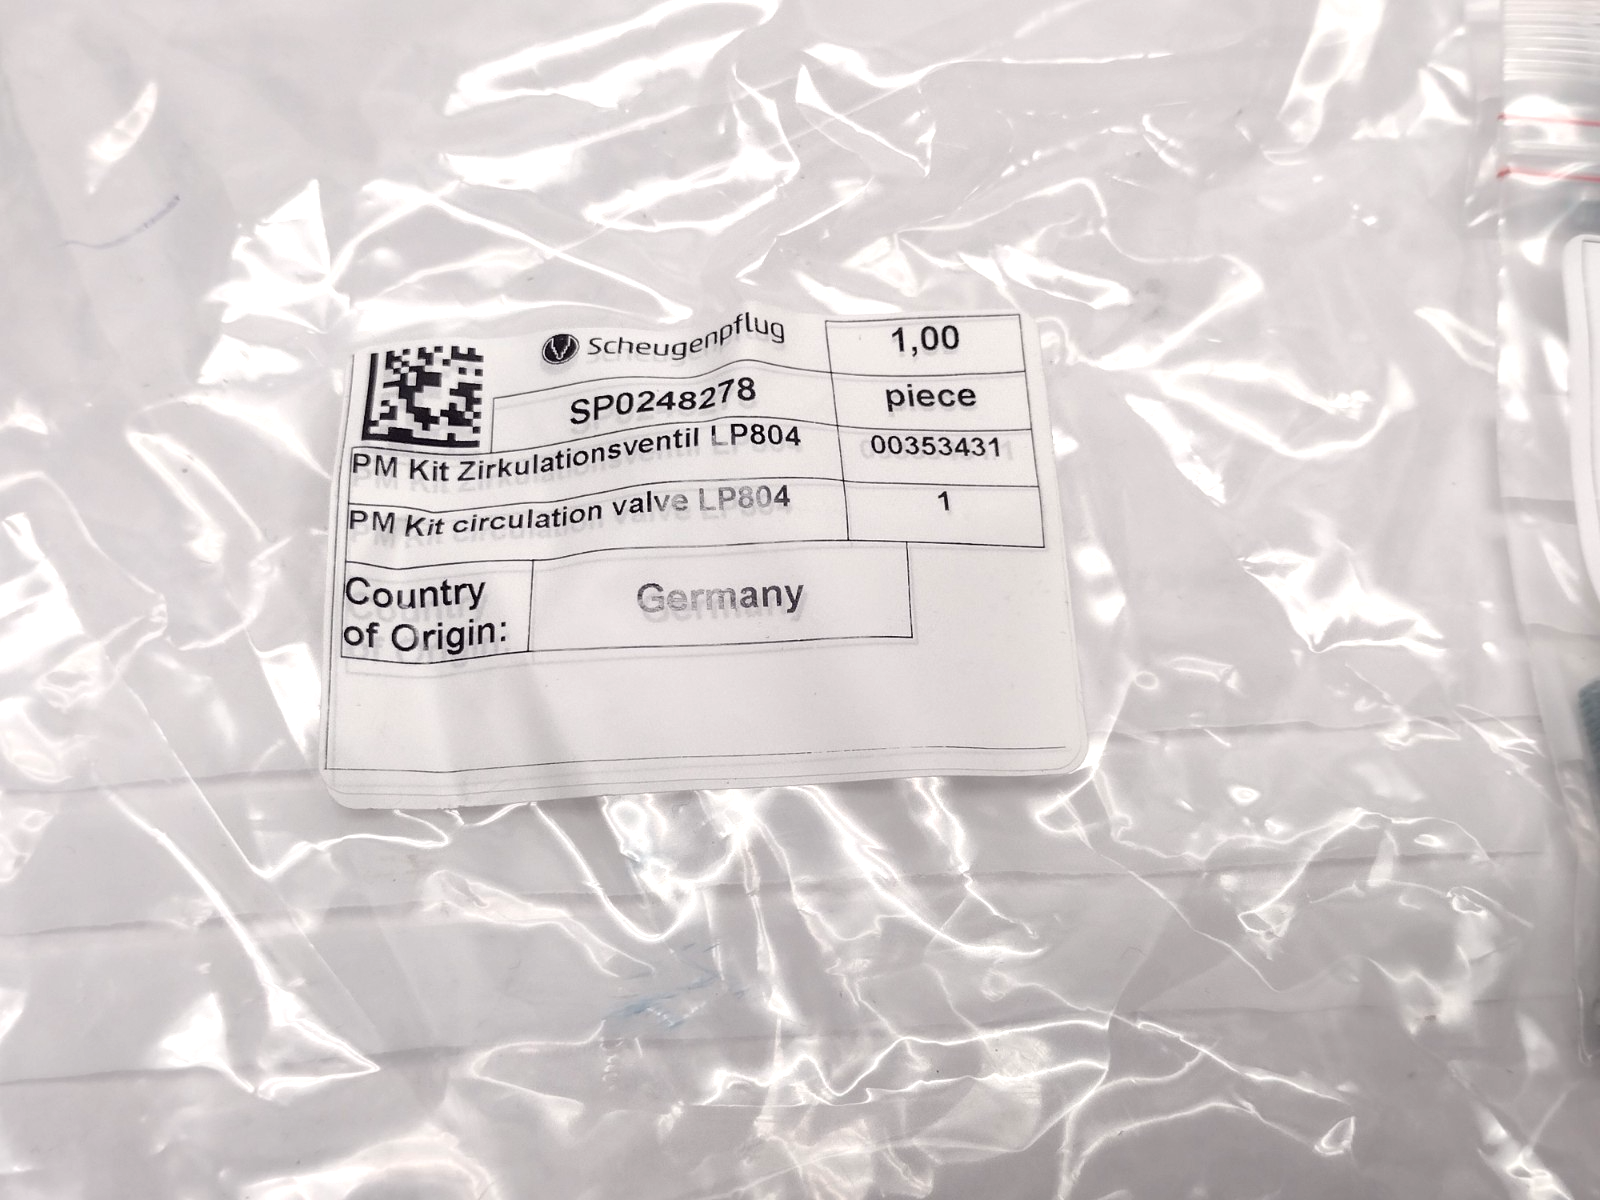 Scheugenpflug
1,00
SP0248278
piece
PM Kit Zirkulationsventil LP804
00353431
PM Kit circulation valve LP804
1
Country
of Origin:
Germany